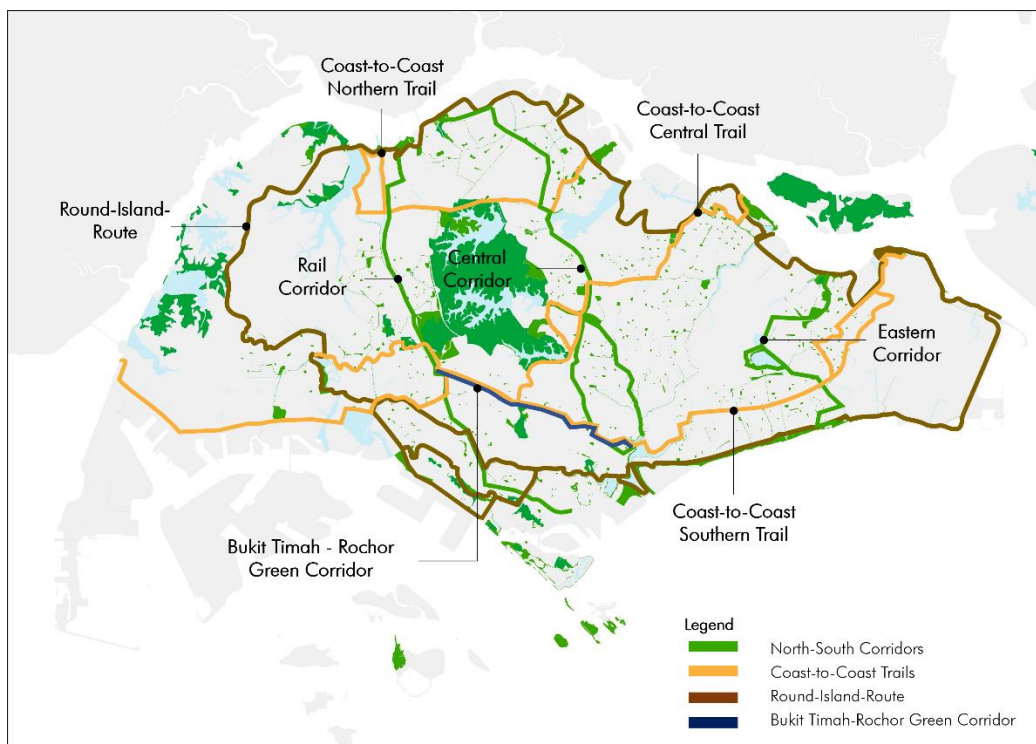 Coast-to-Coast
Northern Trail
Coast-to-Coast
Central Trail
Round-Island-
Route
Rail
Corridor
Central
Corridor
Eastern
Corridor
Coast-to-Coast
Southern Trail
Bukit Timah - Rochor
Green Corridor
Legend
North-South Corridors
Coast-to-Coast Trails
Round-Island-Route
Bukit Timah-Rochor Green Corridor